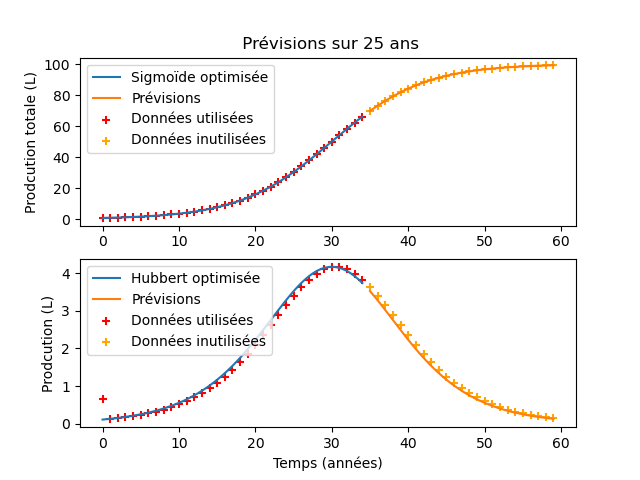 Prévisions sur 25 ans
Prodcution totale (L)
100
80
60
40
20
0
Sigmoïde optimisée
Prévisions
Données utilisées
Données inutilisées
0 10 20 30 40 50 60
Prodcution (L)
4
3
2
1
0
Hubbert optimisée
Prévisions
Données utilisées
Données inutilisées
0 10 20 30 40 50 60
Temps (années)